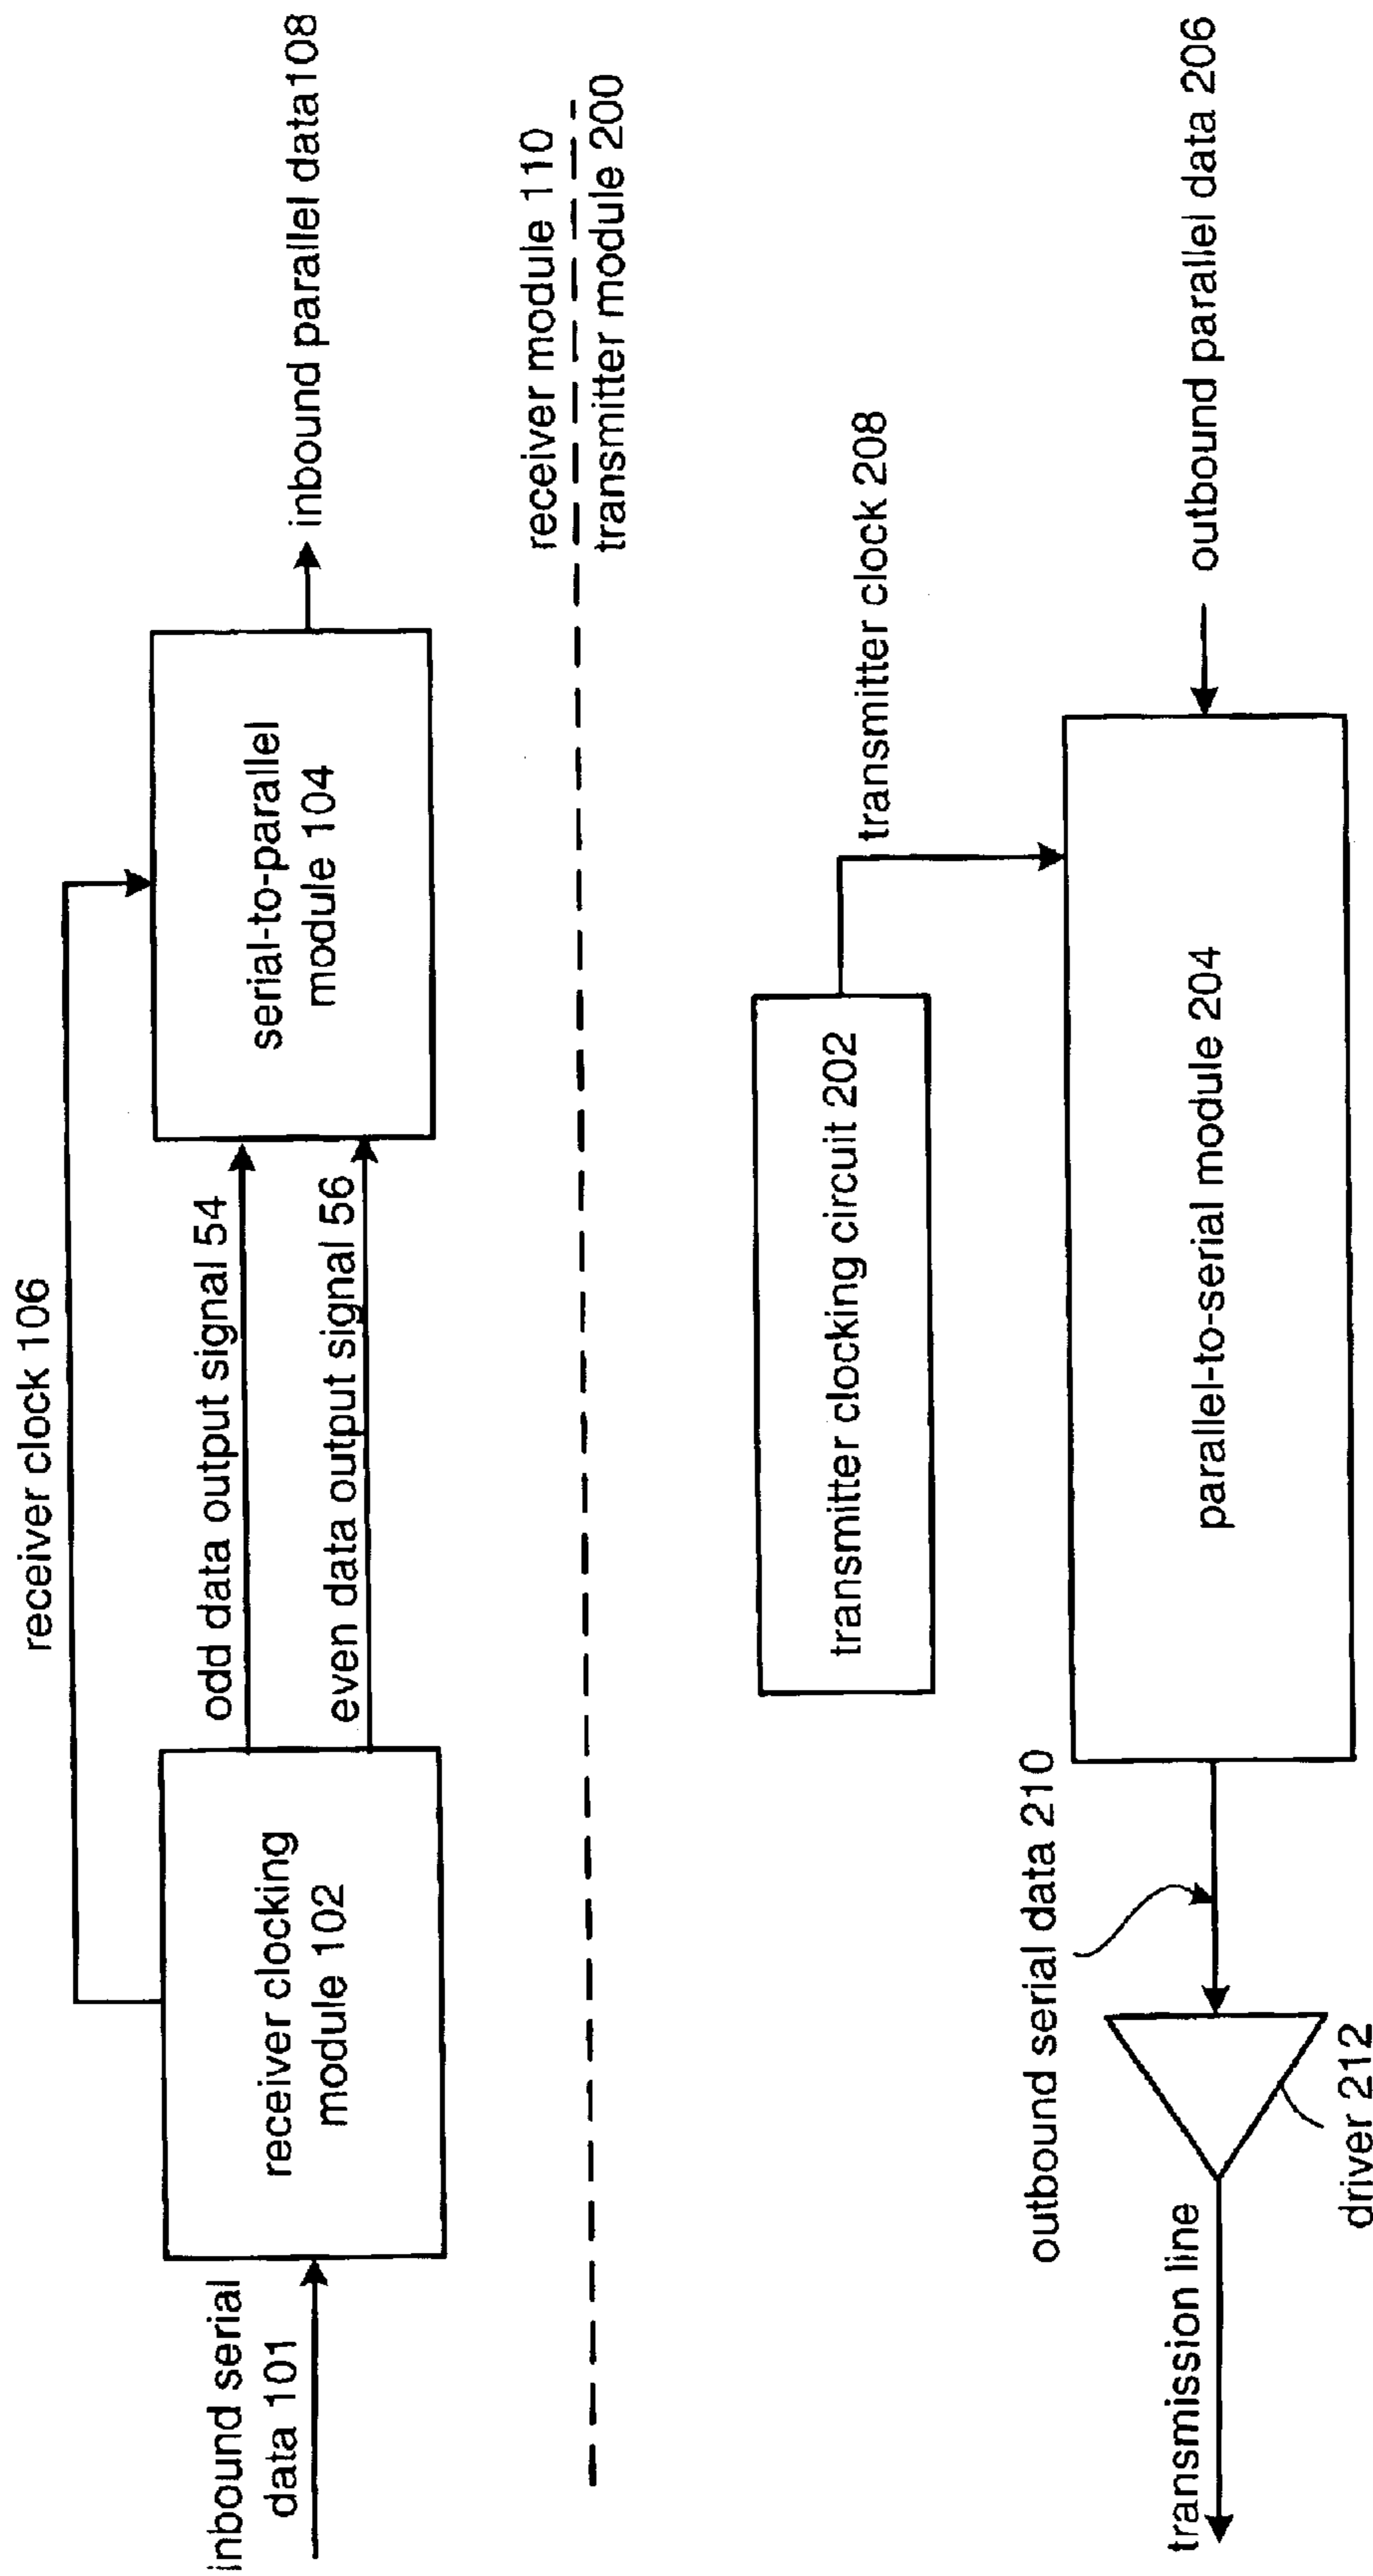 receiver clock 106
odd data output signal 54
even data output signal 56
inbound serial
data 101
receiver clocking
module 102
serial-to-parallel
module 104
inbound parallel data108
receiver module 110
transmitter module 200
transmitter clock 208
transmitter clocking circuit 202
outbound serial data 210
transmission line
driver 212
parallel-to-serial module 204
outbound parallel data 206